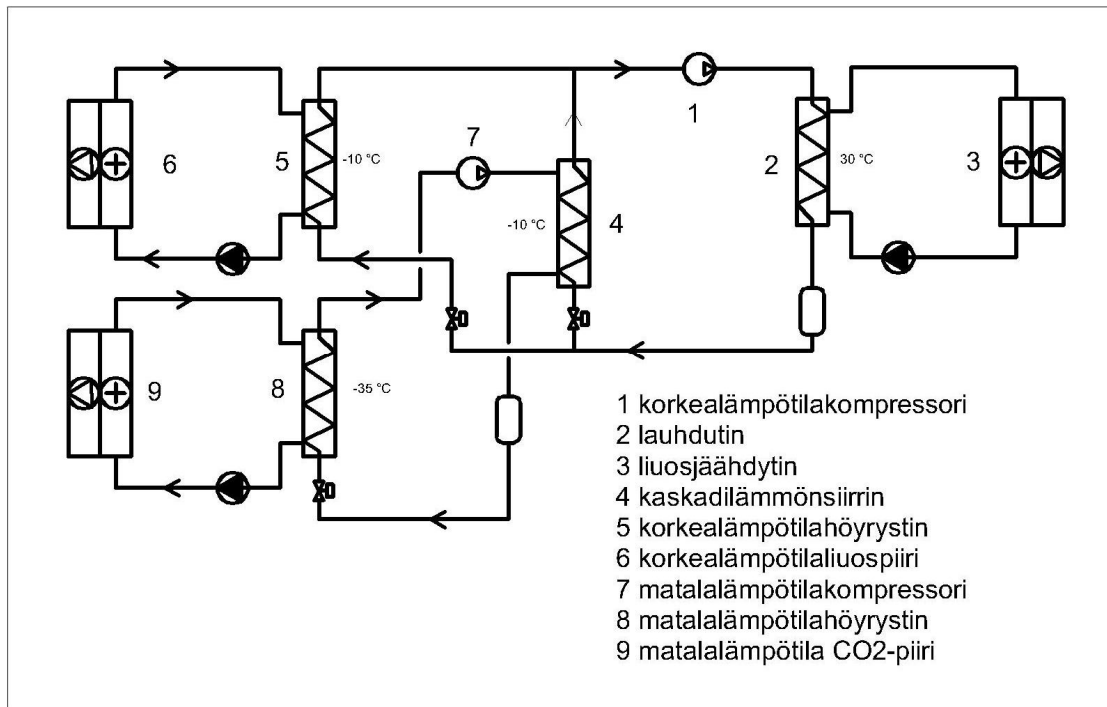 1
2
3
4
5
6
7
8
9
-10 °C
-10 °C
30 °C
-35 °C
1 korkealämpötilakompressori
2 lauhdutin
3 liuosjäähdytin
4 kaskadilämmönsiirrin
5 korkealämpötilahöyrystin
6 korkealämpötilaliuospiiri
7 matalalämpötilakompressori
8 matalalämpötilahöyrystin
9 matalalämpötila CO2-piiri